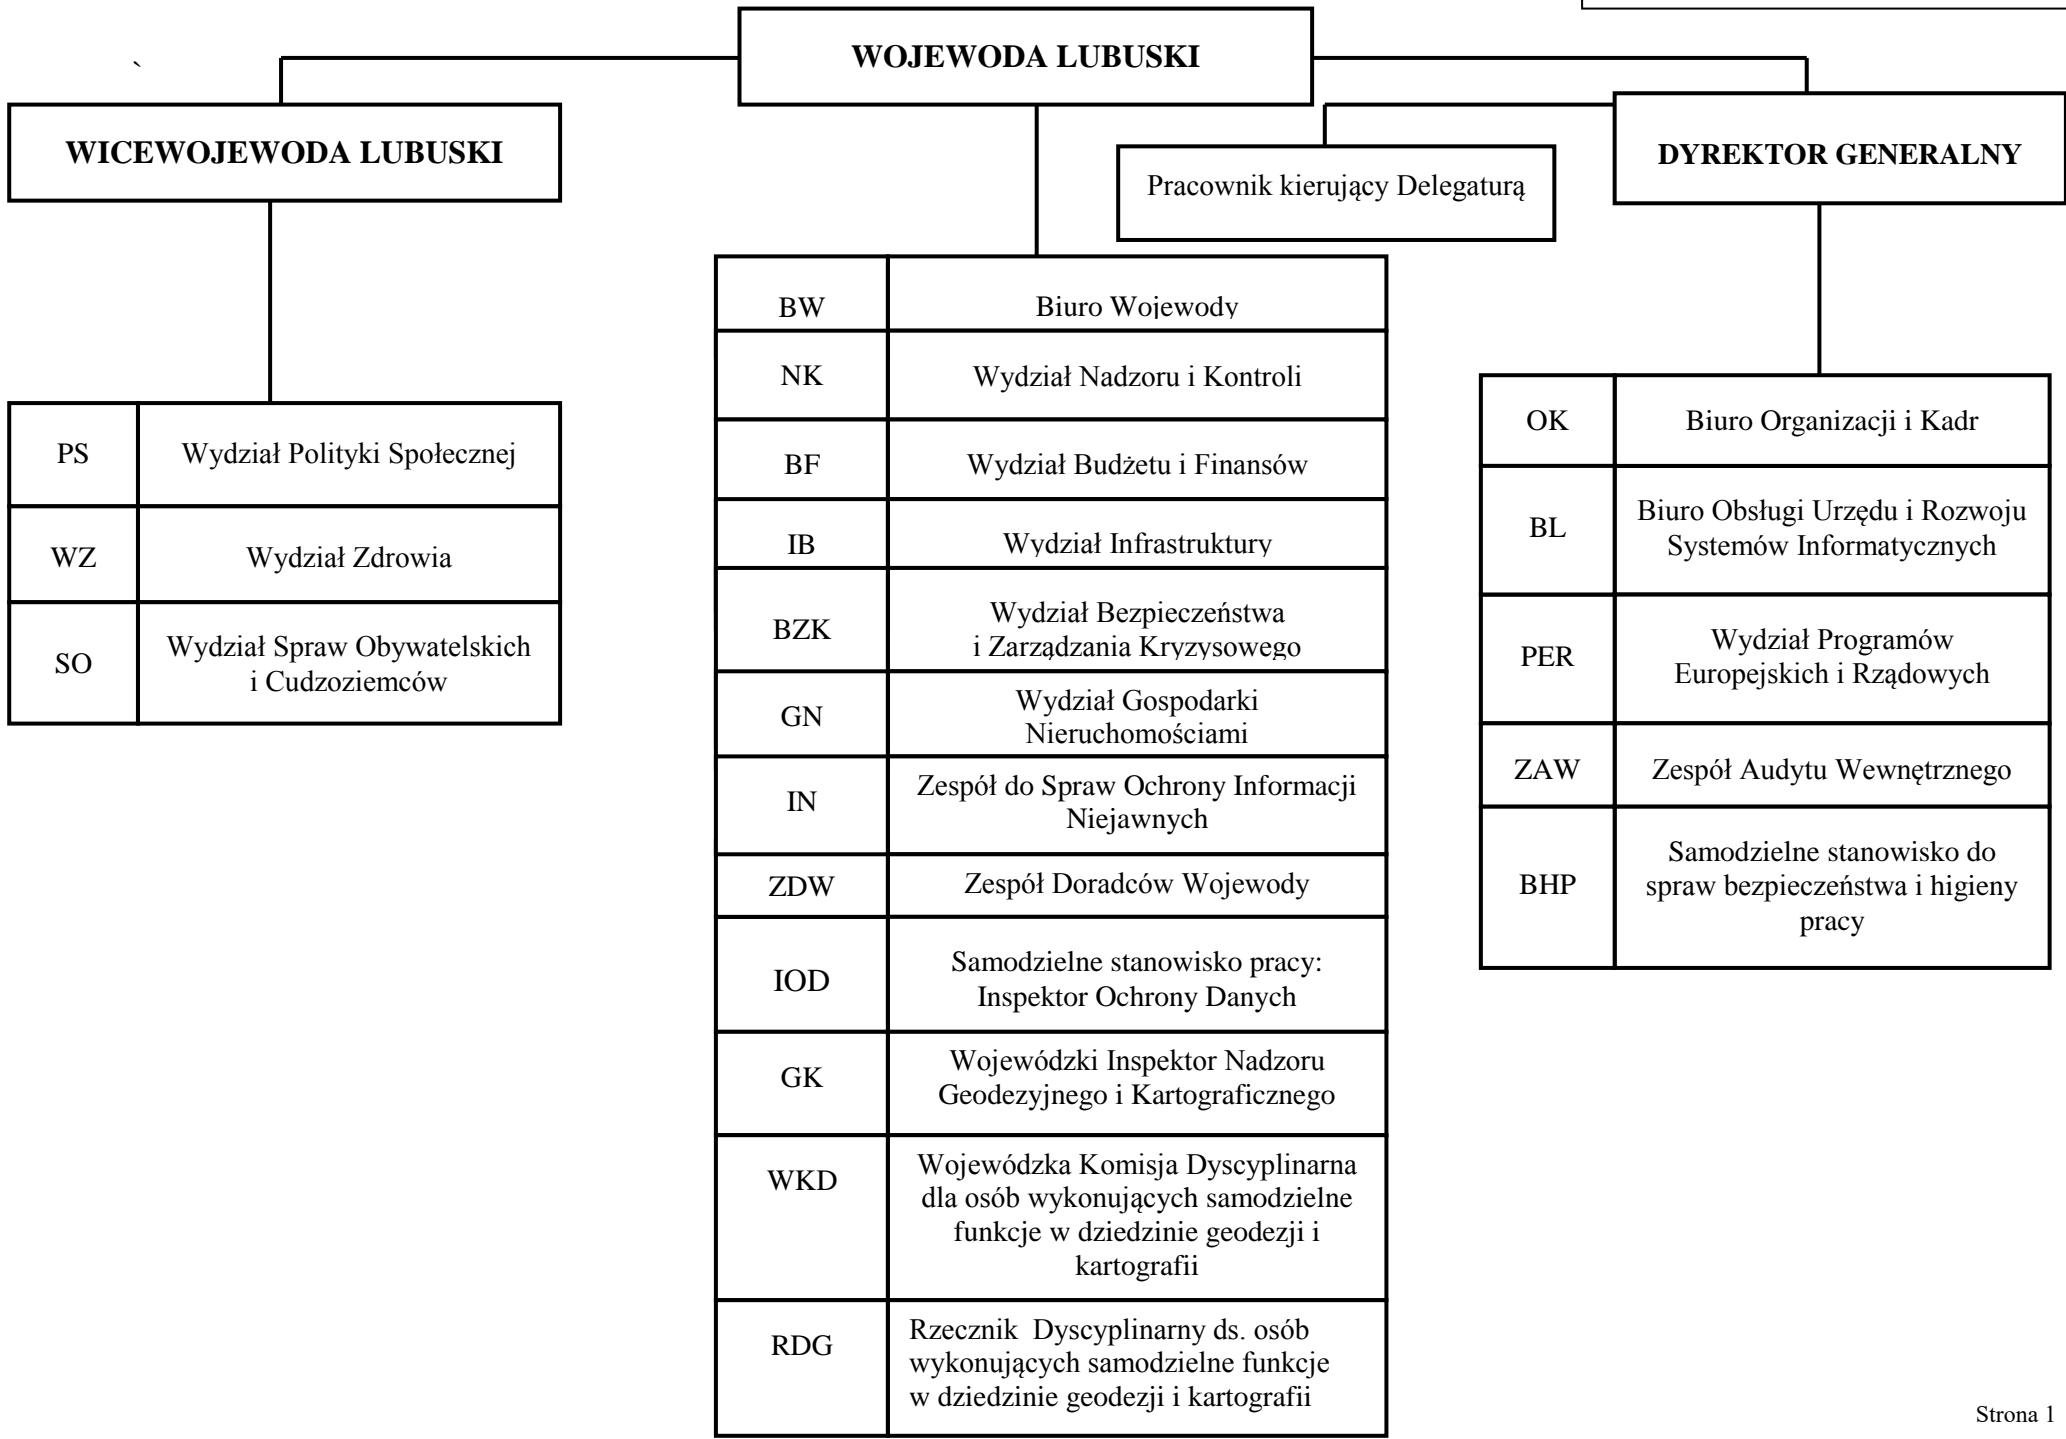 WOJEWODA LUBUSKI
`
WICEWOJEWODA LUBUSKI
DYREKTOR GENERALNY
Pracownik kierujący Delegaturą
PS
Wydział Polityki Społecznej
WZ
Wydział Zdrowia
SO
Wydział Spraw Obywatelskich
i Cudzoziemców
BW
Biuro Wojewody
NK
Wydział Nadzoru i Kontroli
BF
Wydział Budżetu i Finansów
IB
Wydział Infrastruktury
BZK
Wydział Bezpieczeństwa
i Zarządzania Kryzysowego
GN
Wydział Gospodarki
Nieruchomościami
IN
Zespół do Spraw Ochrony Informacji
Niejawnych
ZDW
Zespół Doradców Wojewody
IOD
Samodzielne stanowisko pracy:
Inspektor Ochrony Danych
GK
Wojewódzki Inspektor Nadzoru
Geodezyjnego i Kartograficznego
WKD
Wojewódzka Komisja Dyscyplinarna
dla osób wykonujących samodzielne
funkcje w dziedzinie geodezji i
kartografii
RDG
Rzecznik  Dyscyplinarny ds. osób
wykonujących samodzielne funkcje
w dziedzinie geodezji i kartografii
OK
Biuro Organizacji i Kadr
BL
Biuro Obsługi Urzędu i Rozwoju
Systemów Informatycznych
PER
Wydział Programów
Europejskich i Rządowych
ZAW
Zespół Audytu Wewnętrznego
BHP
Samodzielne stanowisko do
spraw bezpieczeństwa i higieny
pracy
Strona 1